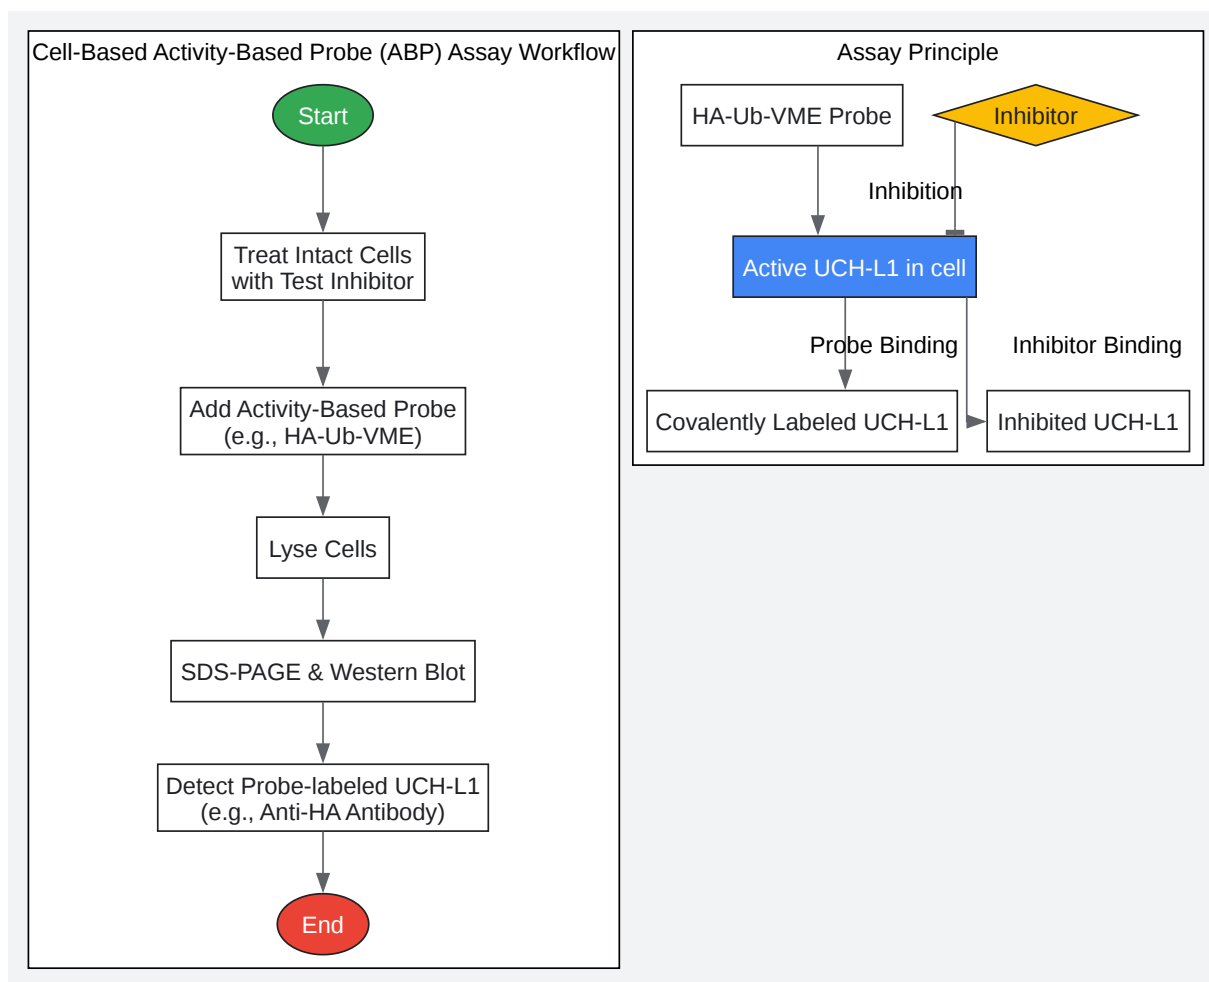 Cell-Based Activity-Based Probe (ABP) Assay Workflow
Start
Treat Intact Cells
with Test Inhibitor
Add Activity-Based Probe
(e.g., HA-Ub-VME)
Lyse Cells
SDS-PAGE & Western Blot
Detect Probe-labeled UCH-L1
(e.g., Anti-HA Antibody)
End
Assay Principle
HA-Ub-VME Probe
Inhibitor
Inhibition
Active UCH-L1 in cell
Probe Binding
Inhibitor Binding
Covalently Labeled UCH-L1
Inhibited UCH-L1